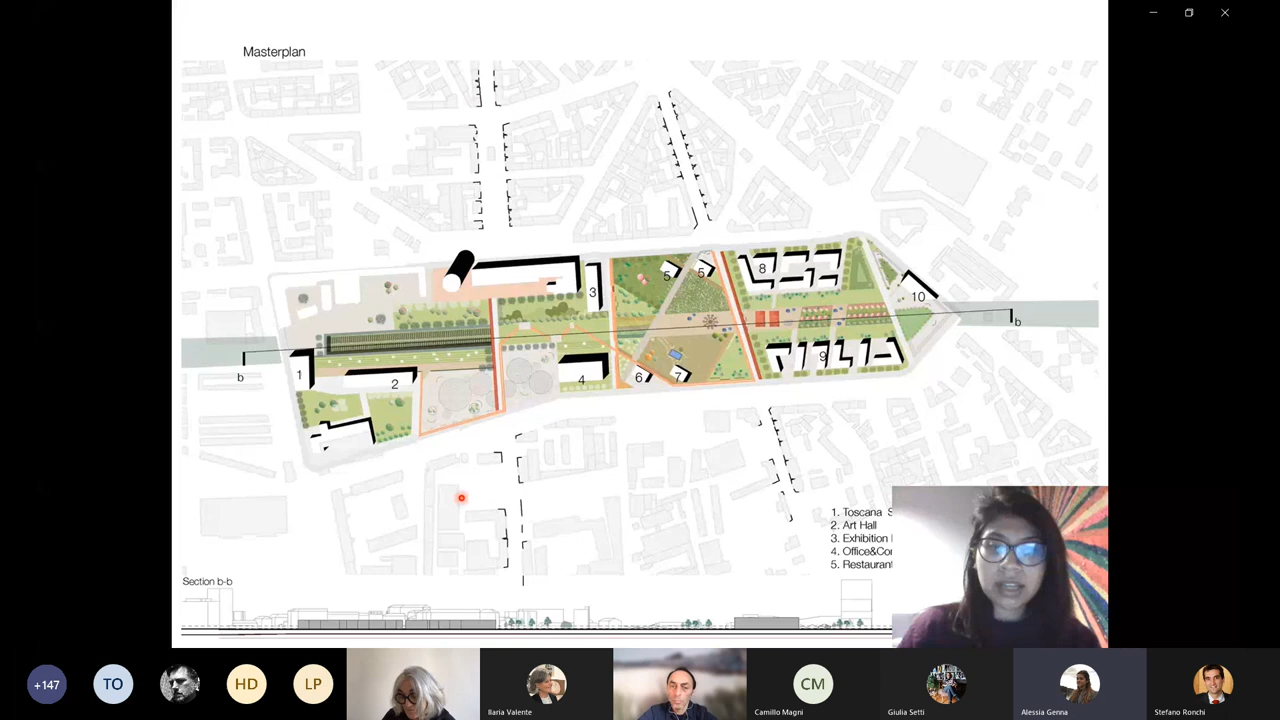 Masterplan
1
2
3
4
5
5
6
7
8
9
10
b
b
1. Toscana
2. Art Hall
3. Exhibition
4. Office&
5. Restaurant
Section b-b
+147
TO
HD
LP
CM
Ilaria Valente
Camillo Magni
Giulia Setti
Alessia Genna
Stefano Ronchi